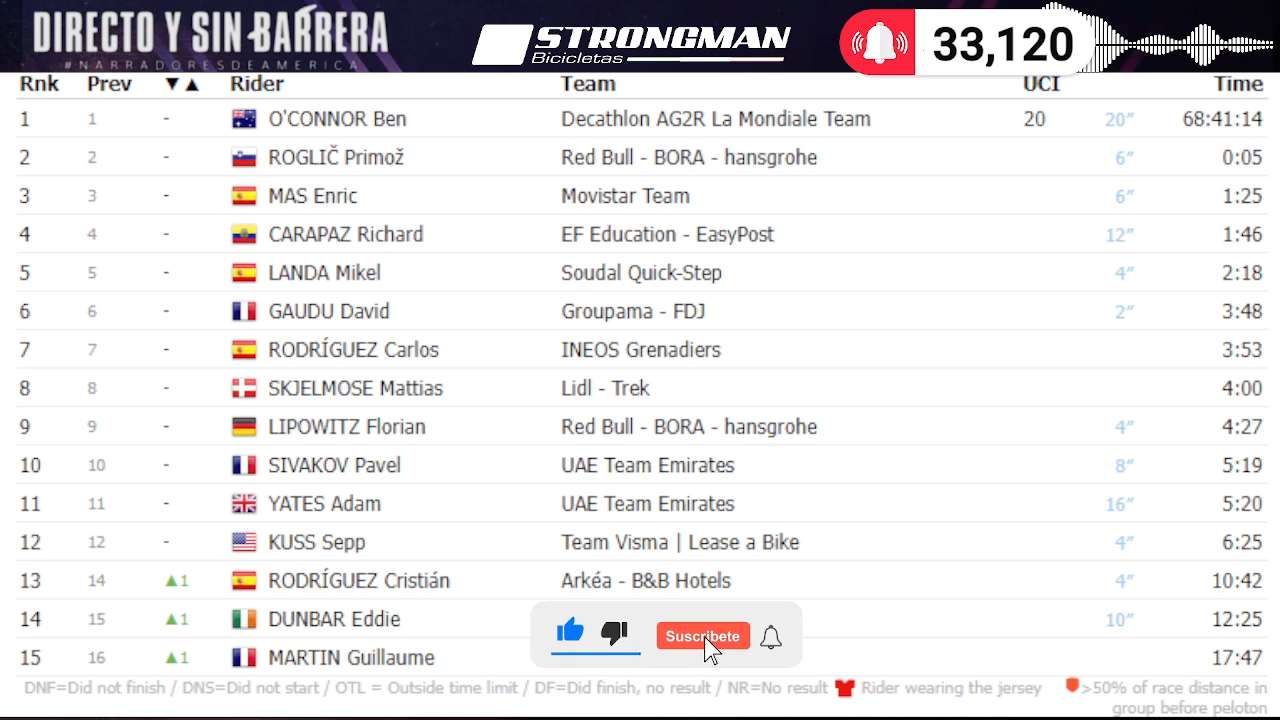 DIRECTO Y SIN BARRERA
#NARRADORESDEAMERICA
STRONGMAN
Bicicletas
33,120
Rnk Prev ▼▲ Rider Team UCI Time
1 1 - O'CONNOR Ben Decathlon AG2R La Mondiale Team 20 20″ 68:41:14
2 2 - ROGLIČ Primož Red Bull - BORA - hansgrohe 6″ 0:05
3 3 - MAS Enric Movistar Team 6″ 1:25
4 4 - CARAPAZ Richard EF Education - EasyPost 12″ 1:46
5 5 - LANDA Mikel Soudal Quick-Step 4″ 2:18
6 6 - GAUDU David Groupama - FDJ 2″ 3:48
7 7 - RODRÍGUEZ Carlos INEOS Grenadiers 3:53
8 8 - SKJELMOSE Mattias Lidl - Trek 4:00
9 9 - LIPOWITZ Florian Red Bull - BORA - hansgrohe 4″ 4:27
10 10 - SIVAKOV Pavel UAE Team Emirates 8″ 5:19
11 11 - YATES Adam UAE Team Emirates 16″ 5:20
12 12 - KUSS Sepp Team Visma | Lease a Bike 4″ 6:25
13 14 ▲1 RODRÍGUEZ Cristián Arkéa - B&B Hotels 4″ 10:42
14 15 ▲1 DUNBAR Eddie 10″ 12:25
15 16 ▲1 MARTIN Guillaume 17:47
Suscribete
DNF=Did not finish / DNS=Did not start / OTL = Outside time limit / DF=Did finish, no result / NR=No result Rider wearing the jersey >50% of race distance in
group before peloton